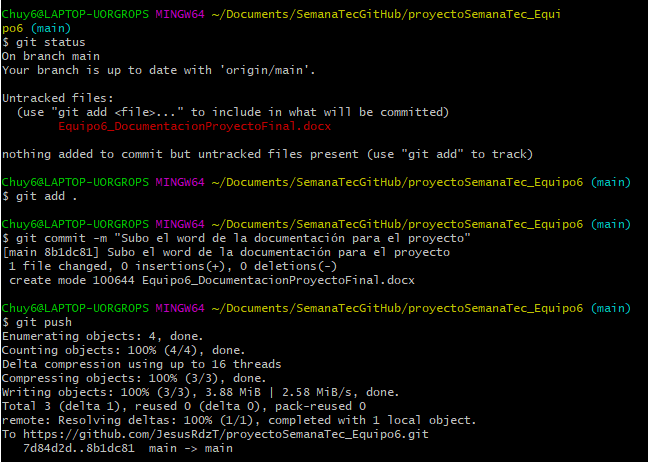 Chuy6@LAPTOP-UORGROPS MINGW64 ~/Documents/SemanaTecGitHub/proyectoSemanaTec_Equi
po6 (main)
$ git status
On branch main
Your branch is up to date with 'origin/main'.
Untracked files:
(use "git add <file>..." to include in what will be committed)
Equipo6_DocumentacionProyectoFinal.docx
nothing added to commit but untracked files present (use "git add" to track)
Chuy6@LAPTOP-UORGROPS MINGW64 ~/Documents/SemanaTecGitHub/proyectoSemanaTec_Equipo6 (main)
$ git add .
Chuy6@LAPTOP-UORGROPS MINGW64 ~/Documents/SemanaTecGitHub/proyectoSemanaTec_Equipo6 (main)
$ git commit -m "Subo el word de la documentación para el proyecto"
[main 8b1dc81] Subo el word de la documentación para el proyecto
1 file changed, 0 insertions(+), 0 deletions(-)
create mode 100644 Equipo6_DocumentacionProyectoFinal.docx
Chuy6@LAPTOP-UORGROPS MINGW64 ~/Documents/SemanaTecGitHub/proyectoSemanaTec_Equipo6 (main)
$ git push
Enumerating objects: 4, done.
Counting objects: 100% (4/4), done.
Delta compression using up to 16 threads
Compressing objects: 100% (3/3), done.
Writing objects: 100% (3/3), 3.88 MiB | 2.58 MiB/s, done.
Total 3 (delta 1), reused 0 (delta 0), pack-reused 0
remote: Resolving deltas: 100% (1/1), completed with 1 local object.
To https://github.com/JesusRdzT/proyectoSemanaTec_Equipo6.git
7d84d2d..8b1dc81  main -> main